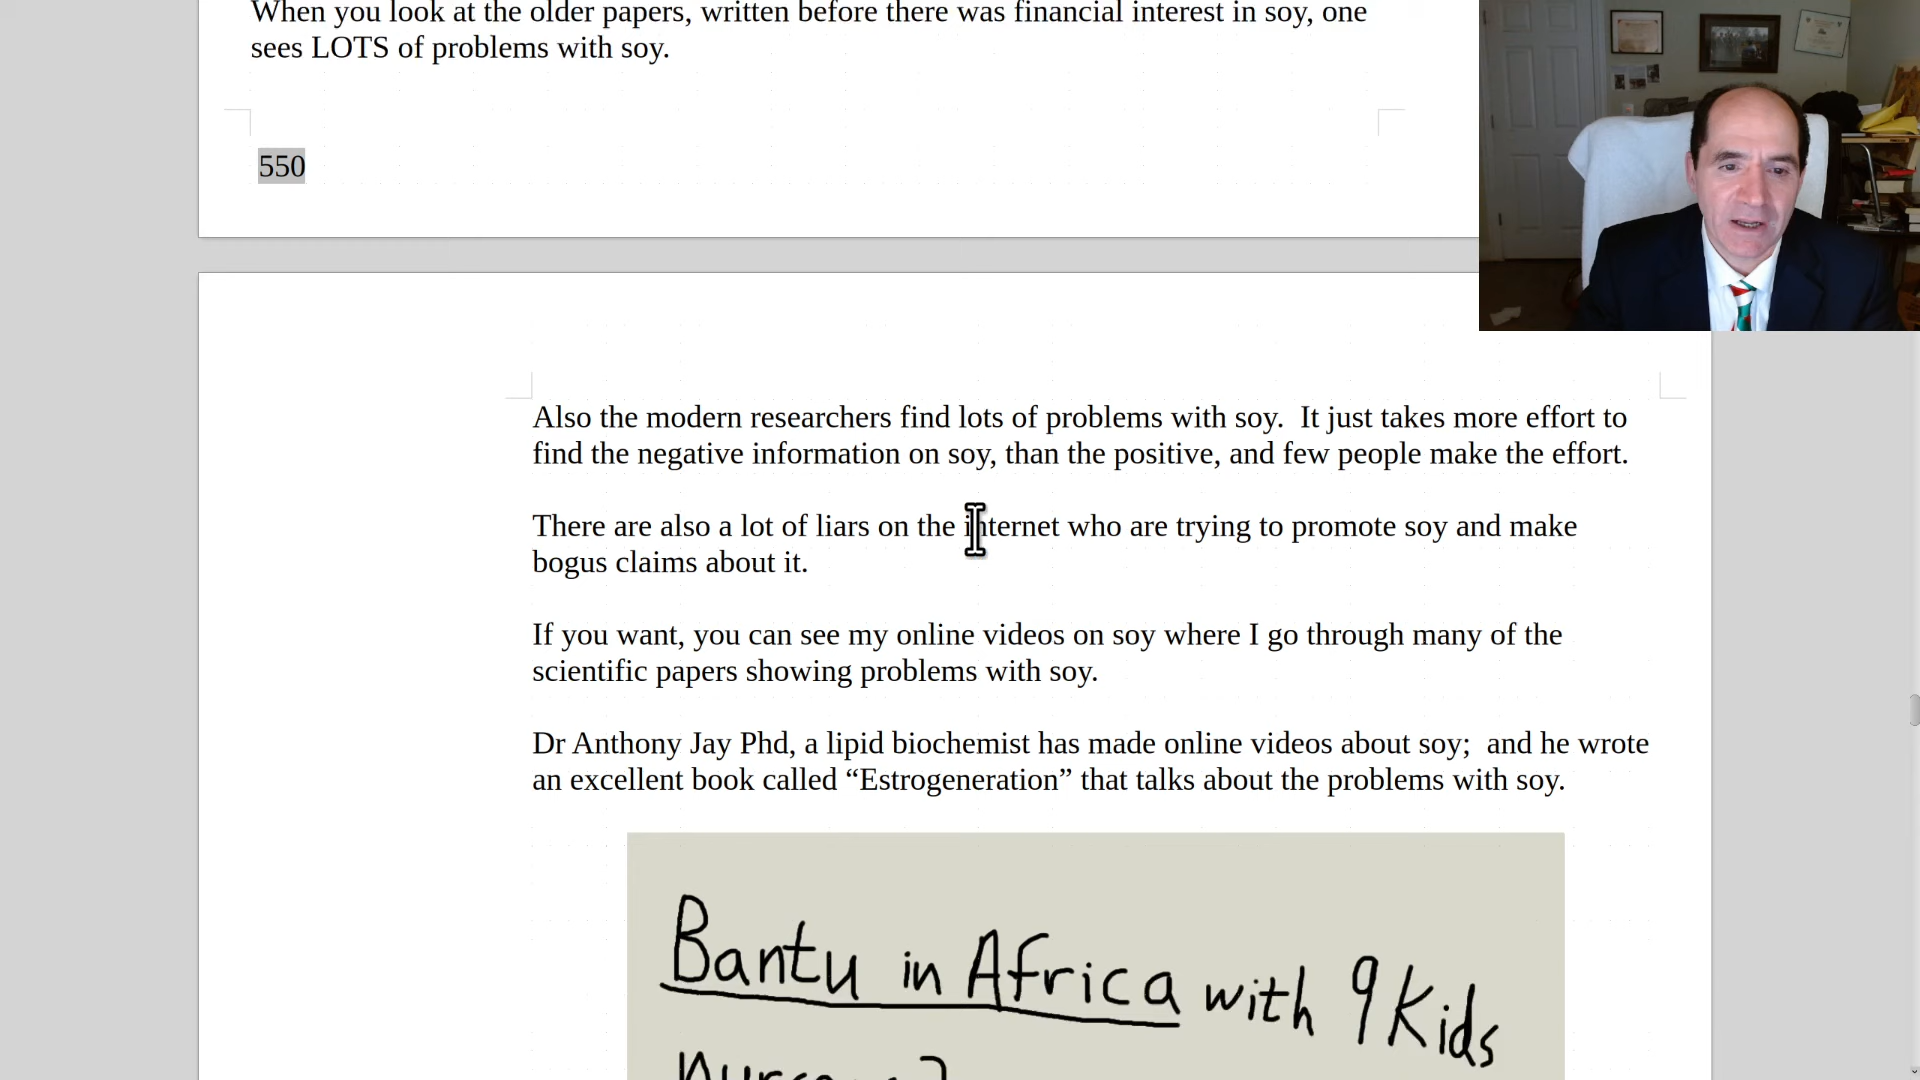 When you look at the older papers, written before there was financial interest in soy, one
sees LOTS of problems with soy.
550
Also the modern researchers find lots of problems with soy.  It just takes more effort to
find the negative information on soy, than the positive, and few people make the effort.
There are also a lot of liars on the internet who are trying to promote soy and make
bogus claims about it.
If you want, you can see my online videos on soy where I go through many of the
scientific papers showing problems with soy.
Dr Anthony Jay Phd, a lipid biochemist has made online videos about soy;  and he wrote
an excellent book called “Estrogeneration” that talks about the problems with soy.
Bantu in Africa with 9 Kids